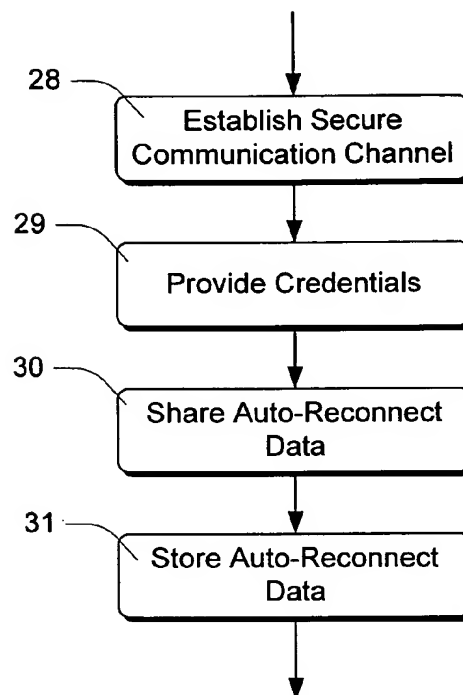 28
Establish Secure
Communication Channel
29
Provide Credentials
30
Share Auto-Reconnect
Data
31
Store Auto-Reconnect
Data